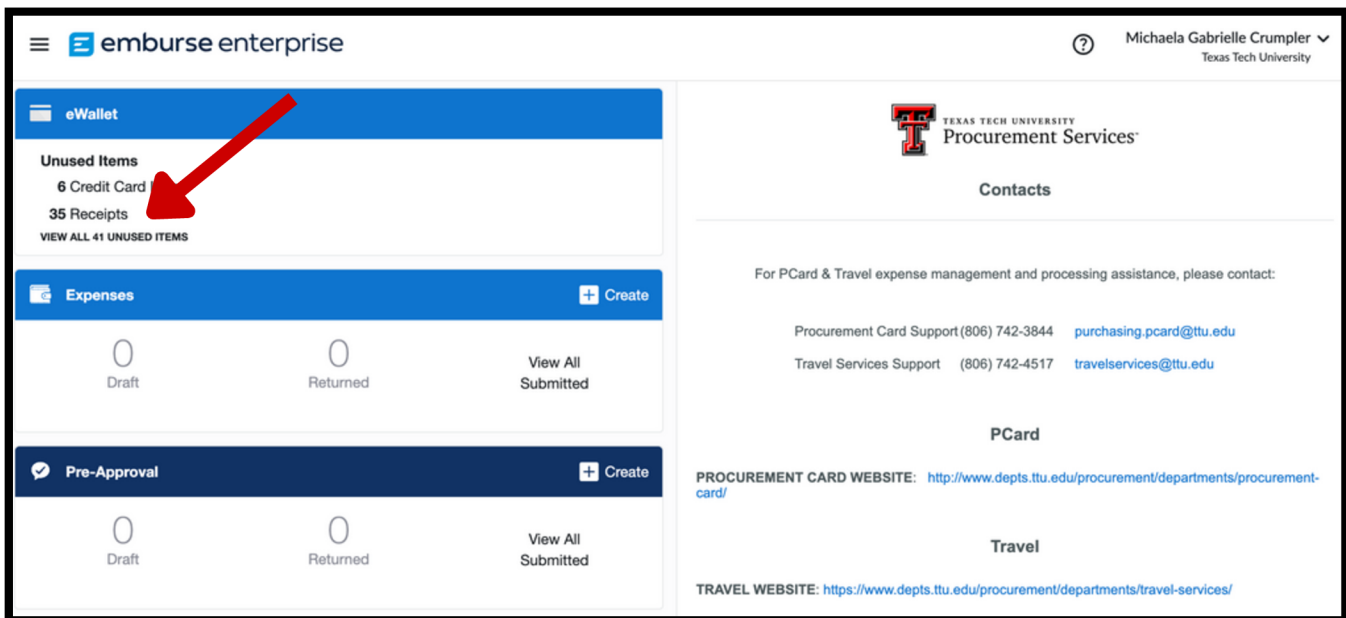 emburse enterprise
Michaela Gabrielle Crumpler
Texas Tech University
eWallet
Unused Items
6 Credit Card
35 Receipts
VIEW ALL 41 UNUSED ITEMS
Expenses
Create
0
Draft
0
Returned
View All
Submitted
Pre-Approval
Create
0
Draft
0
Returned
View All
Submitted
TEXAS TECH UNIVERSITY
Procurement Services
Contacts
For PCard & Travel expense management and processing assistance, please contact:
Procurement Card Support (806) 742-3844 purchasing.pcard@ttu.edu
Travel Services Support (806) 742-4517 travelservices@ttu.edu
PCard
PROCUREMENT CARD WEBSITE: http://www.depts.ttu.edu/procurement/departments/procurement-
card/
Travel
TRAVEL WEBSITE: https://www.depts.ttu.edu/procurement/departments/travel-services/